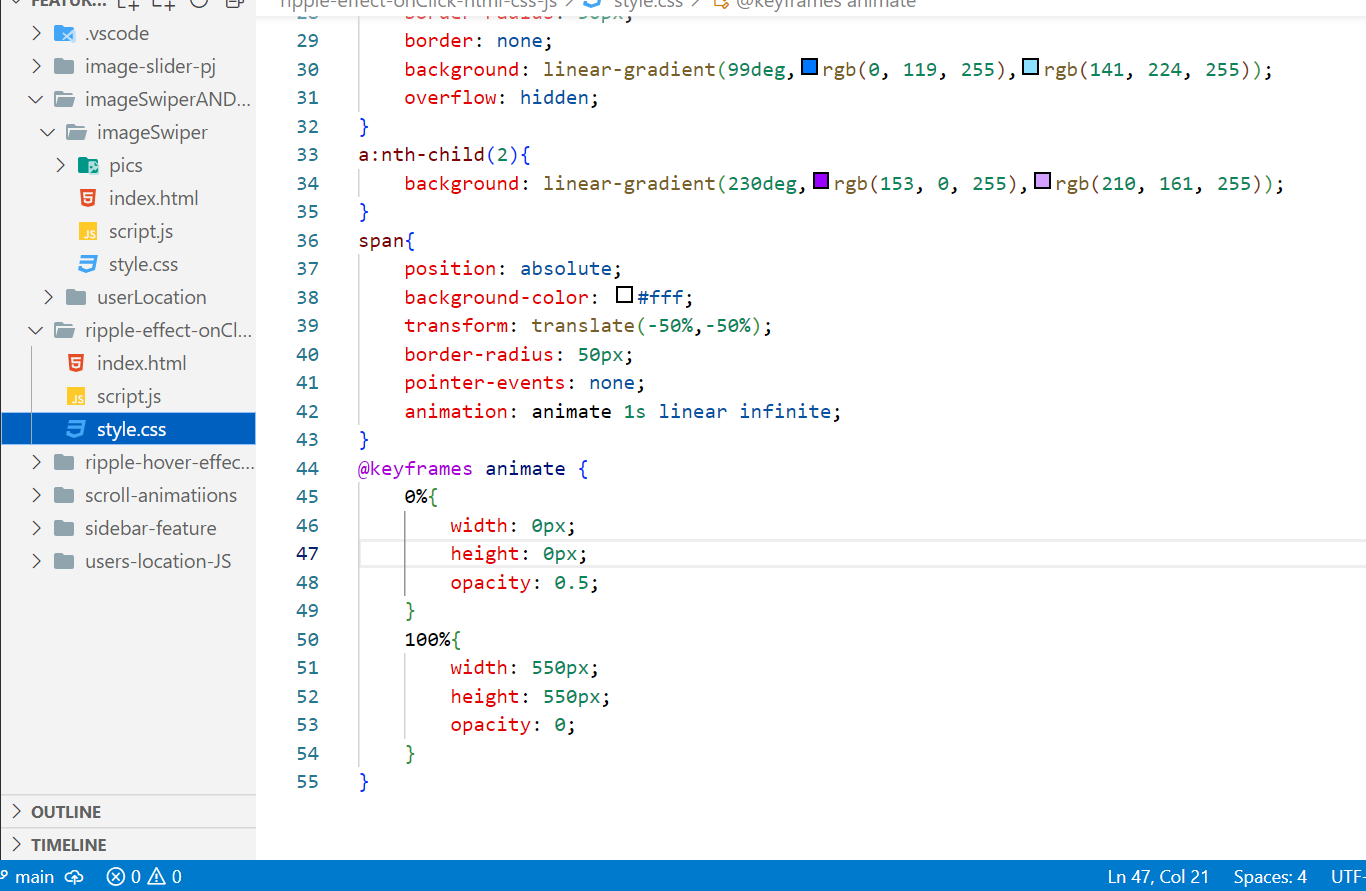 FEATUR...
.vscode
image-slider-pj
imageSwiperAND...
imageSwiper
pics
index.html
script.js
style.css
userLocation
ripple-effect-onCl...
index.html
script.js
style.css
ripple-hover-effec...
scroll-animatiions
sidebar-feature
users-location-JS
OUTLINE
TIMELINE
ripple-effect-onClick-html-css-js > style.css > @keyframes animate
28 border-radius: 50px;
29 border: none;
30 background: linear-gradient(99deg,rgb(0, 119, 255),rgb(141, 224, 255));
31 overflow: hidden;
32 }
33 a:nth-child(2){
34 background: linear-gradient(230deg,rgb(153, 0, 255),rgb(210, 161, 255));
35 }
36 span{
37 position: absolute;
38 background-color: #fff;
39 transform: translate(-50%,-50%);
40 border-radius: 50px;
41 pointer-events: none;
42 animation: animate 1s linear infinite;
43 }
44 @keyframes animate {
45 0%{
46 width: 0px;
47 height: 0px;
48 opacity: 0.5;
49 }
50 100%{
51 width: 550px;
52 height: 550px;
53 opacity: 0;
54 }
55 }
main 0 0 Ln 47, Col 21 Spaces: 4 UTF-